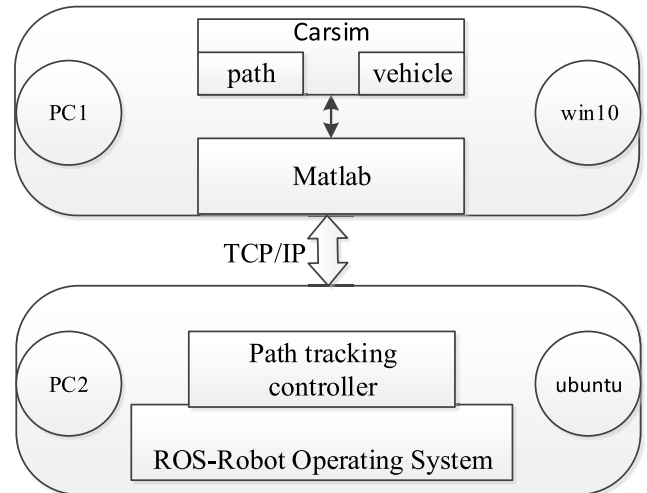 Carsim
path
vehicle
PC1
win10
Matlab
TCP/IP
Path tracking
controller
PC2
ubuntu
ROS-Robot Operating System